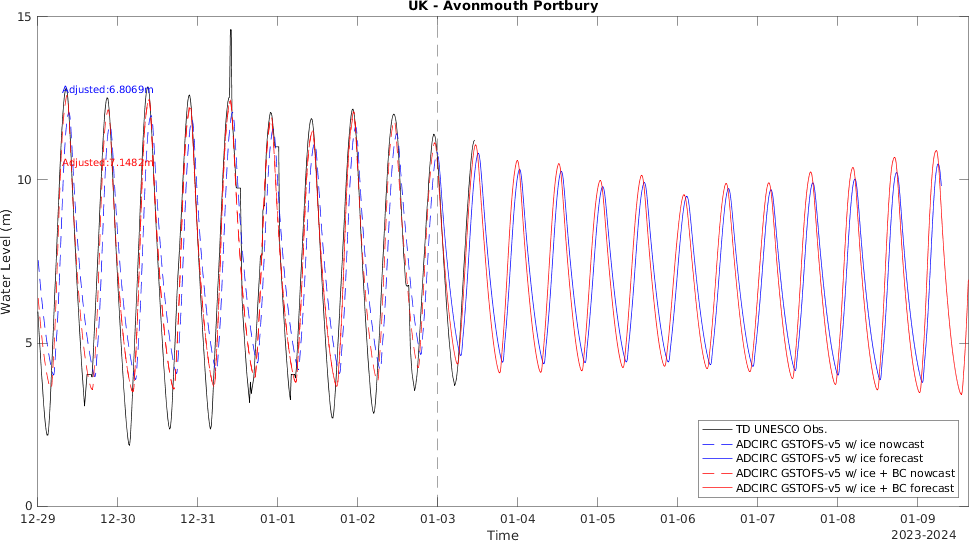 UK - Avonmouth Portbury
15
10
5
0
Water Level (m)
Adjusted:6.8069m
Adjusted:7.1482m
TD UNESCO Obs.
ADCIRC GSTOFS-v5 w/ ice nowcast
ADCIRC GSTOFS-v5 w/ ice forecast
ADCIRC GSTOFS-v5 w/ ice + BC nowcast
ADCIRC GSTOFS-v5 w/ ice + BC forecast
12-29 12-30 12-31 01-01 01-02 01-03 01-04 01-05 01-06 01-07 01-08 01-09
Time
2023-2024